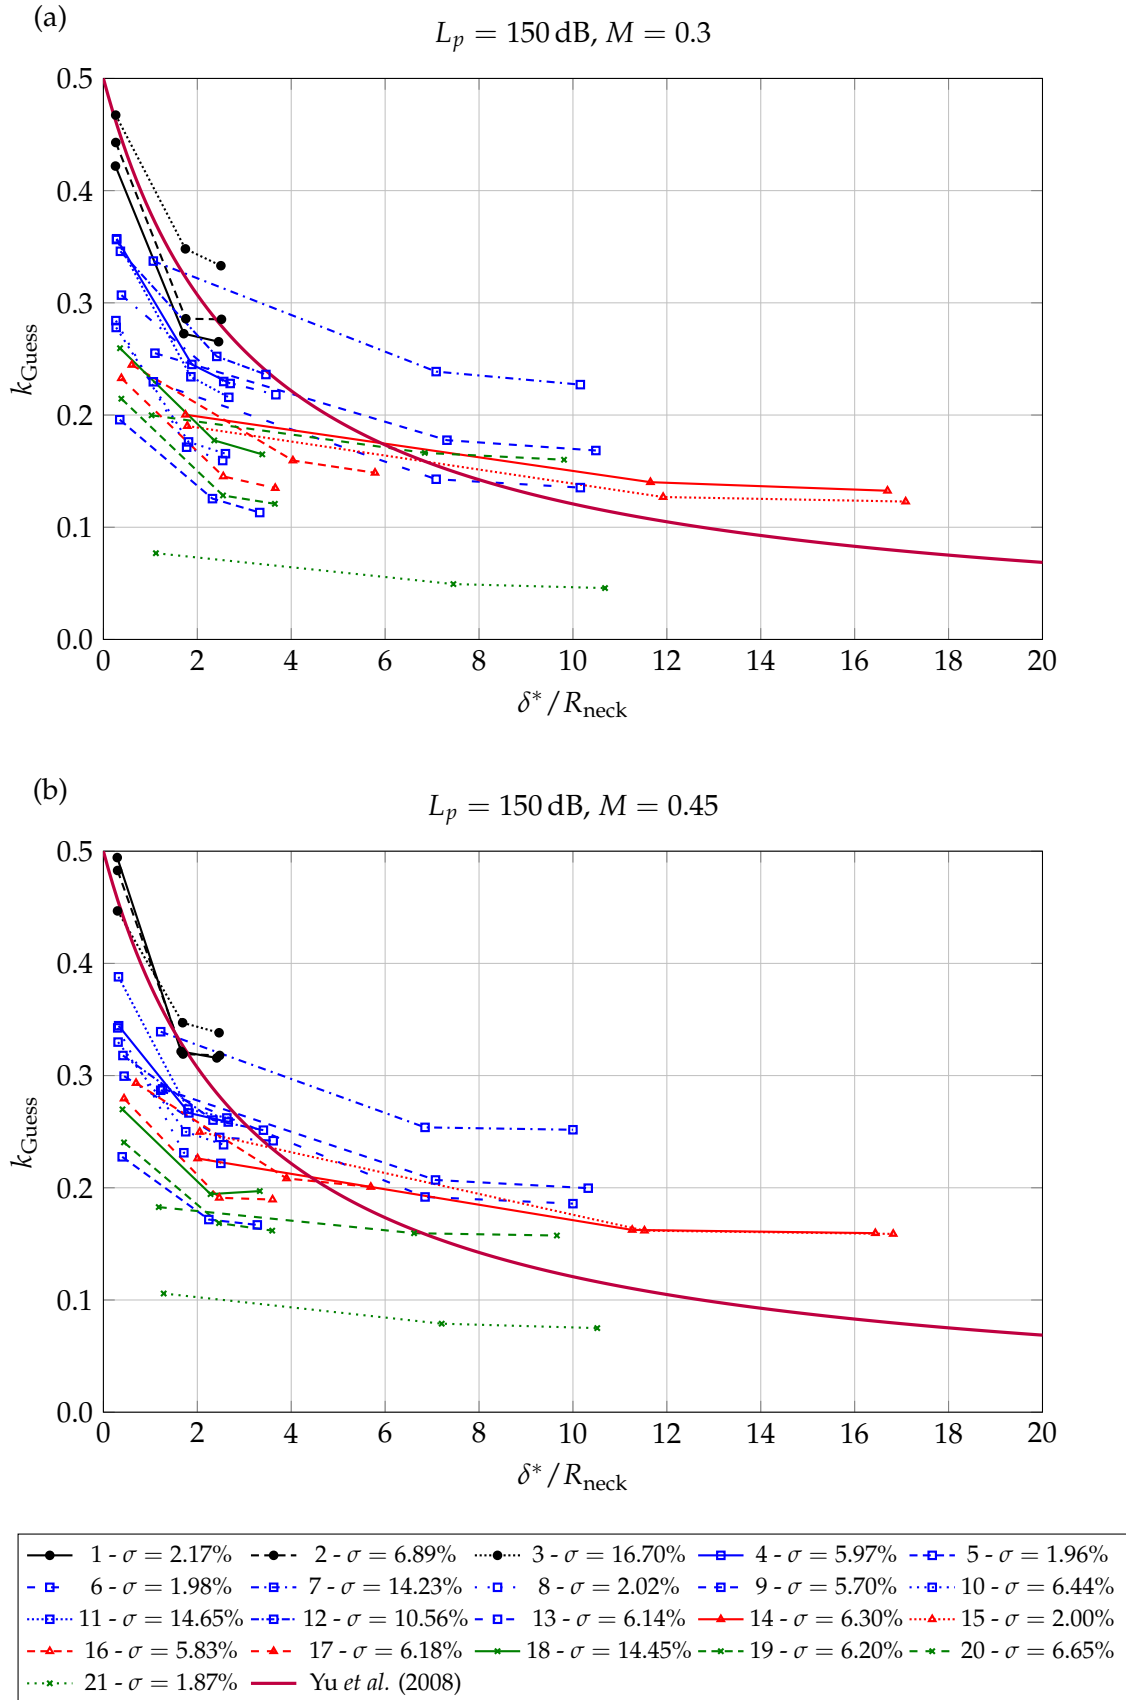 (a)
L_p = 150 dB, M = 0.3
0.5
0.4
0.3
0.2
0.1
0.0
k_Guess
0 2 4 6 8 10 12 14 16 18 20
δ*/R_neck
(b)
L_p = 150 dB, M = 0.45
0.5
0.4
0.3
0.2
0.1
0.0
k_Guess
0 2 4 6 8 10 12 14 16 18 20
δ*/R_neck
1 - σ = 2.17% 2 - σ = 6.89% 3 - σ = 16.70% 4 - σ = 5.97% 5 - σ = 1.96%
6 - σ = 1.98% 7 - σ = 14.23% 8 - σ = 2.02% 9 - σ = 5.70% 10 - σ = 6.44%
11 - σ = 14.65% 12 - σ = 10.56% 13 - σ = 6.14% 14 - σ = 6.30% 15 - σ = 2.00%
16 - σ = 5.83% 17 - σ = 6.18% 18 - σ = 14.45% 19 - σ = 6.20% 20 - σ = 6.65%
21 - σ = 1.87% Yu et al. (2008)